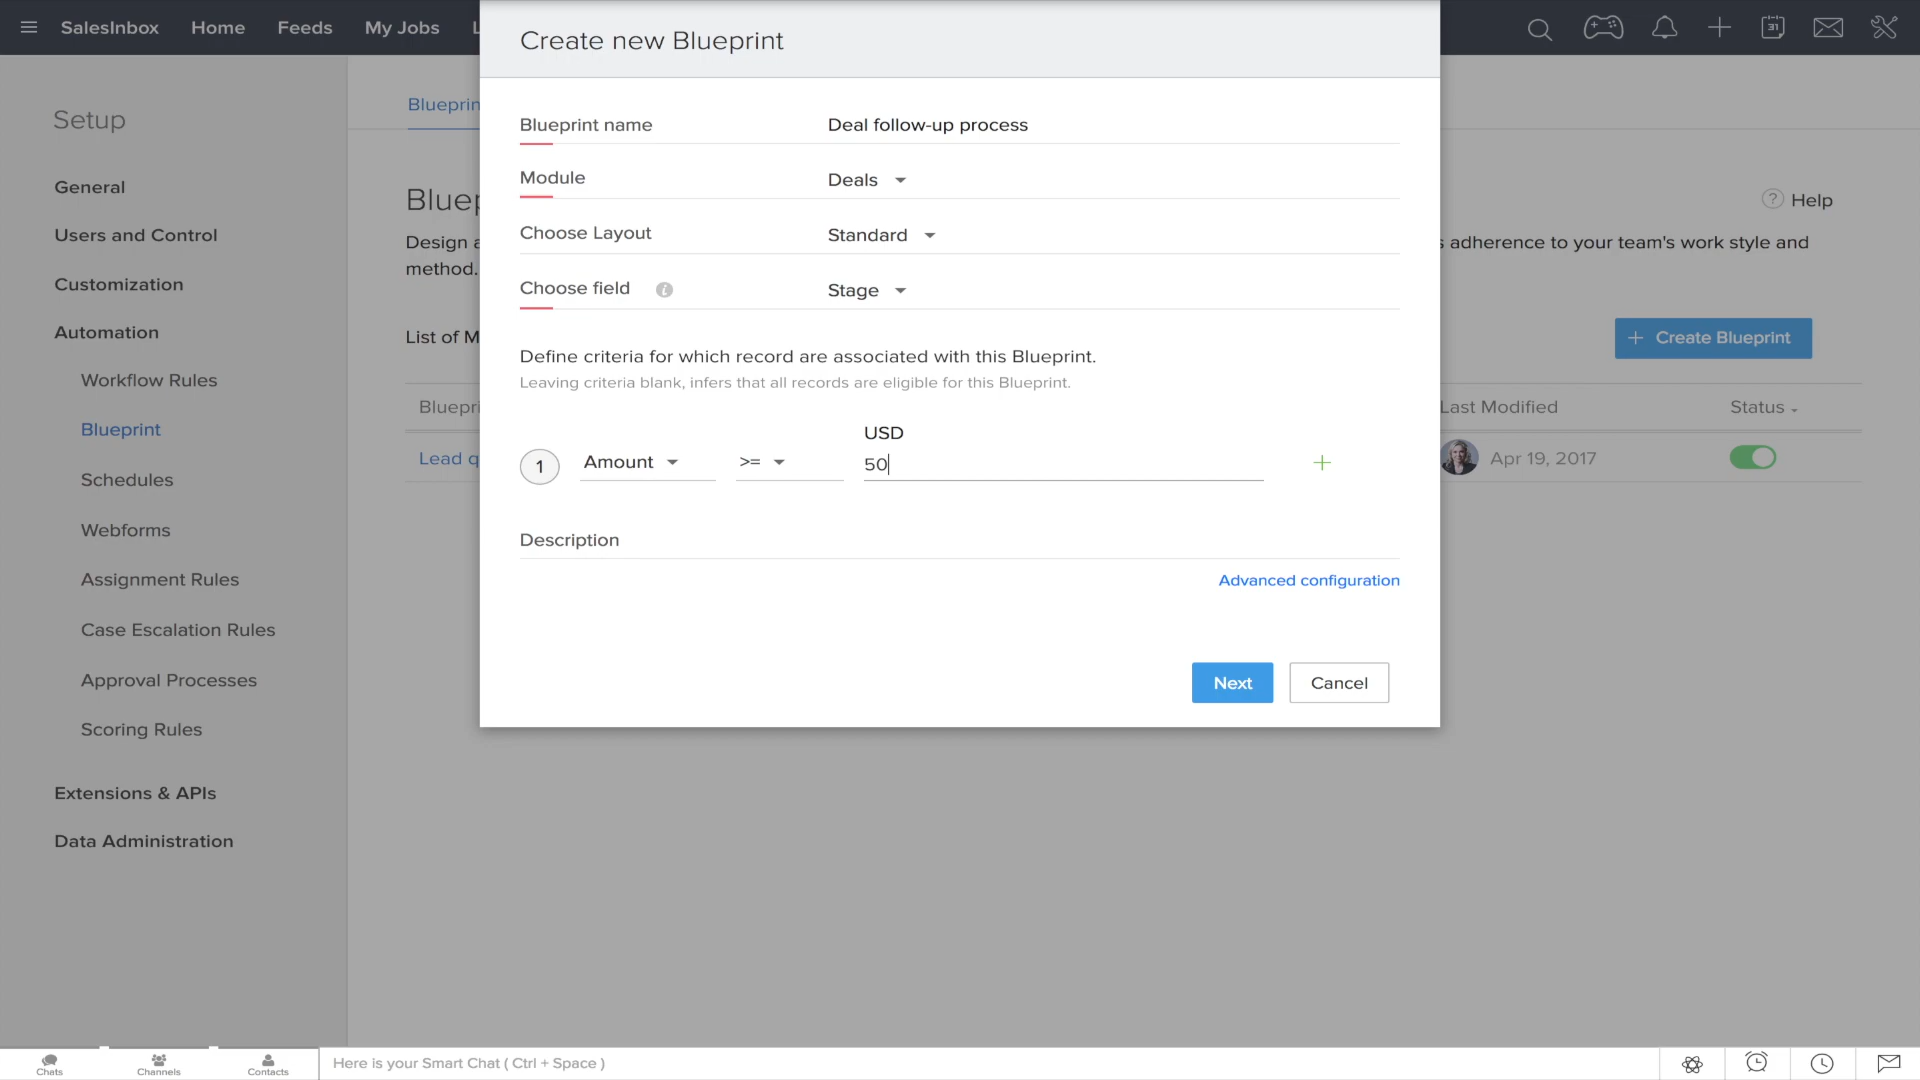 SalesInbox Home Feeds My Jobs
Create new Blueprint
31
Setup
General
Users and Control
Customization
Automation
Workflow Rules
Blueprint
Schedules
Webforms
Assignment Rules
Case Escalation Rules
Approval Processes
Scoring Rules
Extensions & APIs
Data Administration
Help
Design
adherence to your team's work style and
method.
List of M
+ Create Blueprint
Last Modified Status
Lead
Apr 19, 2017
Blueprint name Deal follow-up process
Module Deals
Choose Layout Standard
Choose field i Stage
Define criteria for which record are associated with this Blueprint.
Leaving criteria blank, infers that all records are eligible for this Blueprint.
USD
1 Amount >= 50 +
Description
Advanced configuration
Next Cancel
Chats Channels Contacts Here is your Smart Chat ( Ctrl + Space )